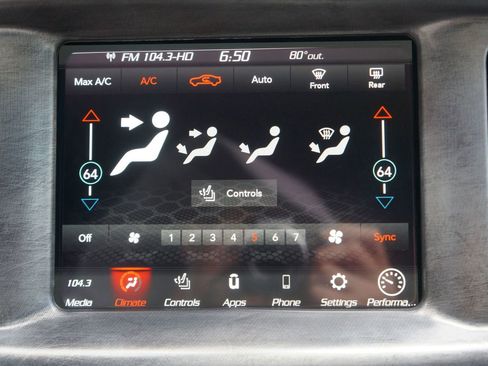 FM 104.3-HD 6:50 80° out.
Max A/C A/C Auto Front Rear
64 64
Controls
Off 1 2 3 4 5 6 7 Sync
104.3
Media Climate Controls Apps Phone Settings Performa...